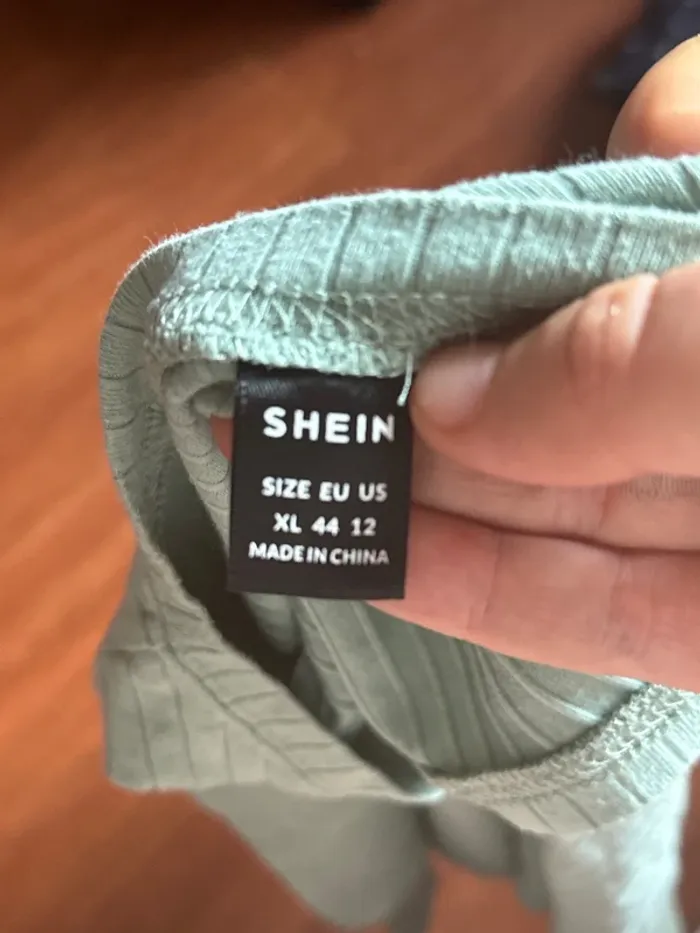 SHEIN
SIZE EU US
XL 44 12
MADE IN CHINA